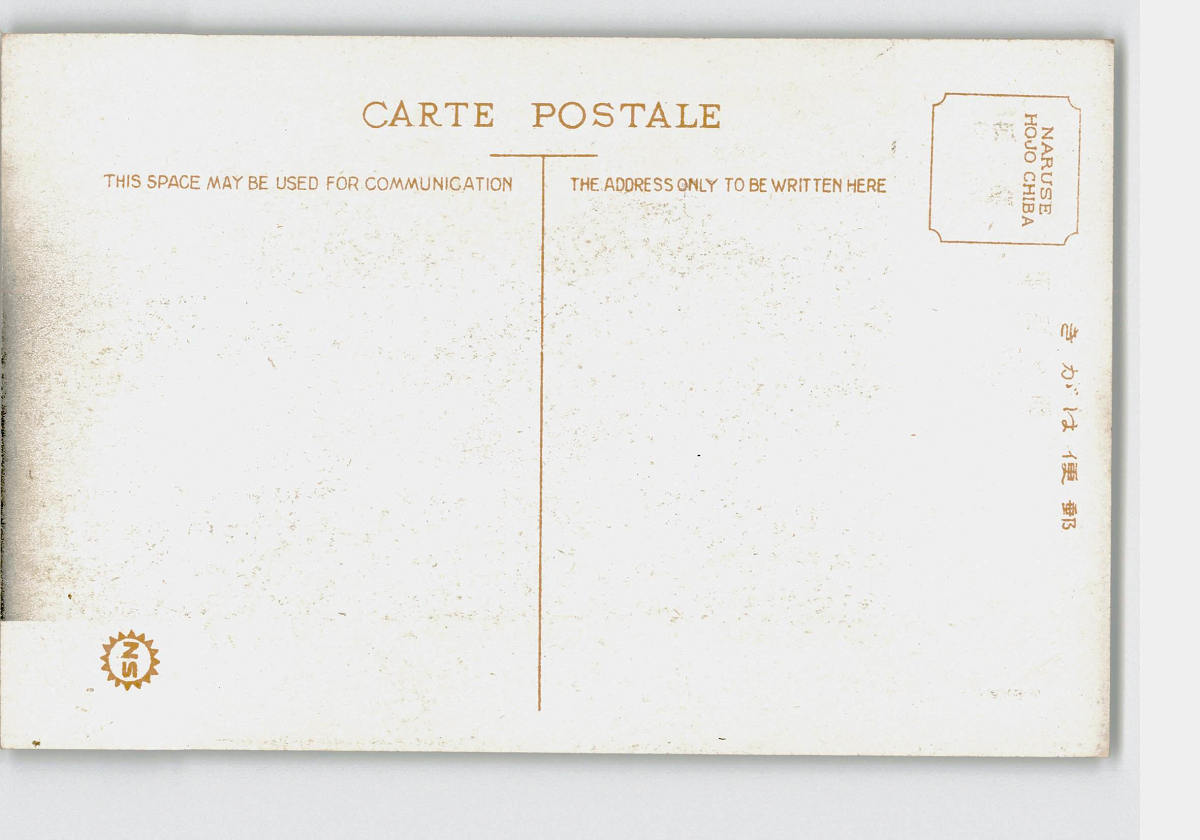 CARTE POSTALE
THIS SPACE MAY BE USED FOR COMMUNICATION
THE ADDRESS ONLY TO BE WRITTEN HERE
NARUSE
HOJO CHIBA
郵便はがき
NS